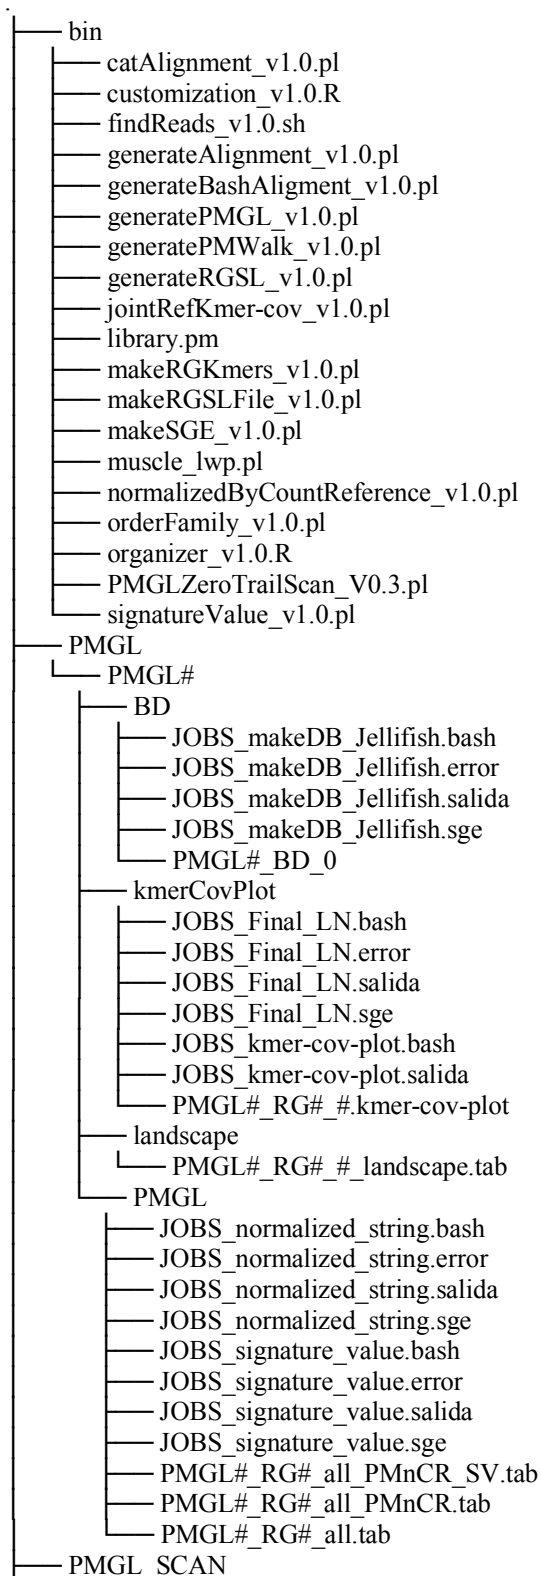 .
bin
catAlignment_v1.0.pl
customization_v1.0.R
findReads_v1.0.sh
generateAlignment_v1.0.pl
generateBashAligment_v1.0.pl
generatePMGL_v1.0.pl
generatePMWalk_v1.0.pl
generateRGSL_v1.0.pl
jointRefKmer-cov_v1.0.pl
library.pm
makeRGKmers_v1.0.pl
makeRGSLFile_v1.0.pl
makeSGE_v1.0.pl
muscle_lwp.pl
normalizedByCountReference_v1.0.pl
orderFamily_v1.0.pl
organizer_v1.0.R
PMGLZeroTrailScan_V0.3.pl
signatureValue_v1.0.pl
PMGL
PMGL#
BD
JOBS_makeDB_Jellifish.bash
JOBS_makeDB_Jellifish.error
JOBS_makeDB_Jellifish.salida
JOBS_makeDB_Jellifish.sge
PMGL#_BD_0
kmerCovPlot
JOBS_Final_LN.bash
JOBS_Final_LN.error
JOBS_Final_LN.salida
JOBS_Final_LN.sge
JOBS_kmer-cov-plot.bash
JOBS_kmer-cov-plot.salida
PMGL#_RG#_#.kmer-cov-plot
landscape
PMGL#_RG#_#_landscape.tab
PMGL
JOBS_normalized_string.bash
JOBS_normalized_string.error
JOBS_normalized_string.salida
JOBS_normalized_string.sge
JOBS_signature_value.bash
JOBS_signature_value.error
JOBS_signature_value.salida
JOBS_signature_value.sge
PMGL#_RG#_all_PMnCR_SV.tab
PMGL#_RG#_all_PMnCR.tab
PMGL#_RG#_all.tab
PMGL_SCAN